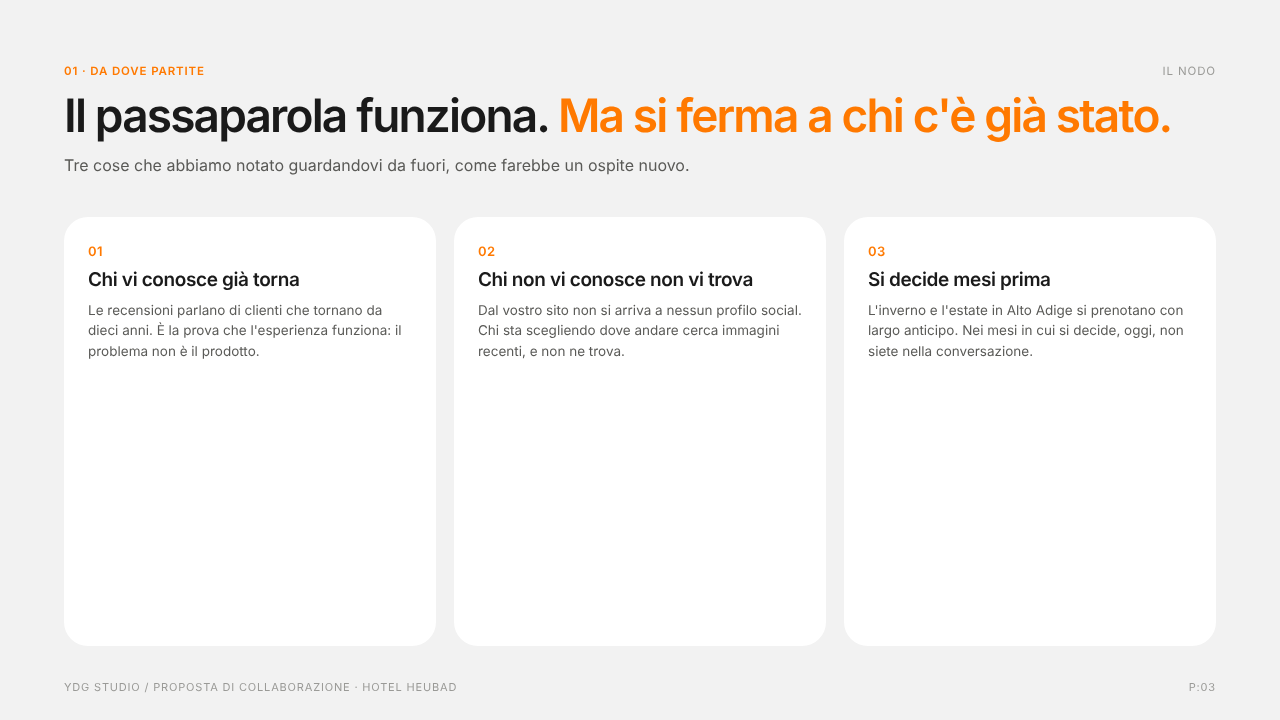 01 · DA DOVE PARTITE
IL NODO
Il passaparola funziona. Ma si ferma a chi c'è già stato.
Tre cose che abbiamo notato guardandovi da fuori, come farebbe un ospite nuovo.
01
Chi vi conosce già torna
Le recensioni parlano di clienti che tornano da
dieci anni. È la prova che l'esperienza funziona: il
problema non è il prodotto.
02
Chi non vi conosce non vi trova
Dal vostro sito non si arriva a nessun profilo social.
Chi sta scegliendo dove andare cerca immagini
recenti, e non ne trova.
03
Si decide mesi prima
L'inverno e l'estate in Alto Adige si prenotano con
largo anticipo. Nei mesi in cui si decide, oggi, non
siete nella conversazione.
YDG STUDIO / PROPOSTA DI COLLABORAZIONE · HOTEL HEUBAD
P:03